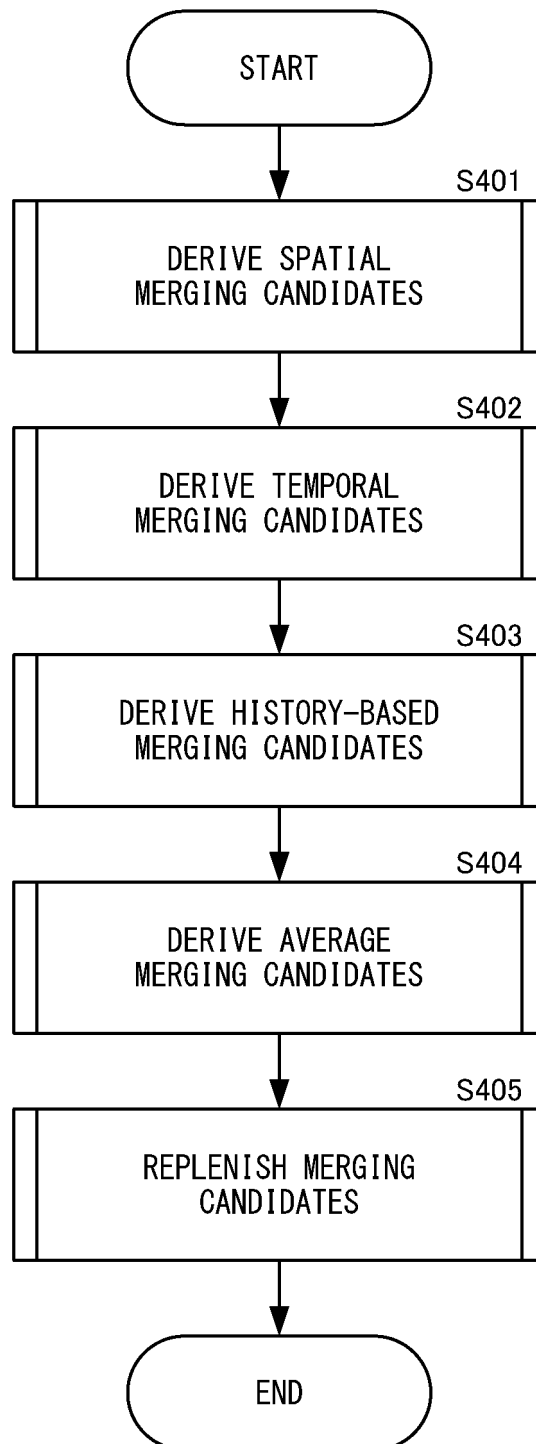 START
S401
DERIVE SPATIAL
MERGING CANDIDATES
S402
DERIVE TEMPORAL
MERGING CANDIDATES
S403
DERIVE HISTORY-BASED
MERGING CANDIDATES
S404
DERIVE AVERAGE
MERGING CANDIDATES
S405
REPLENISH MERGING
CANDIDATES
END